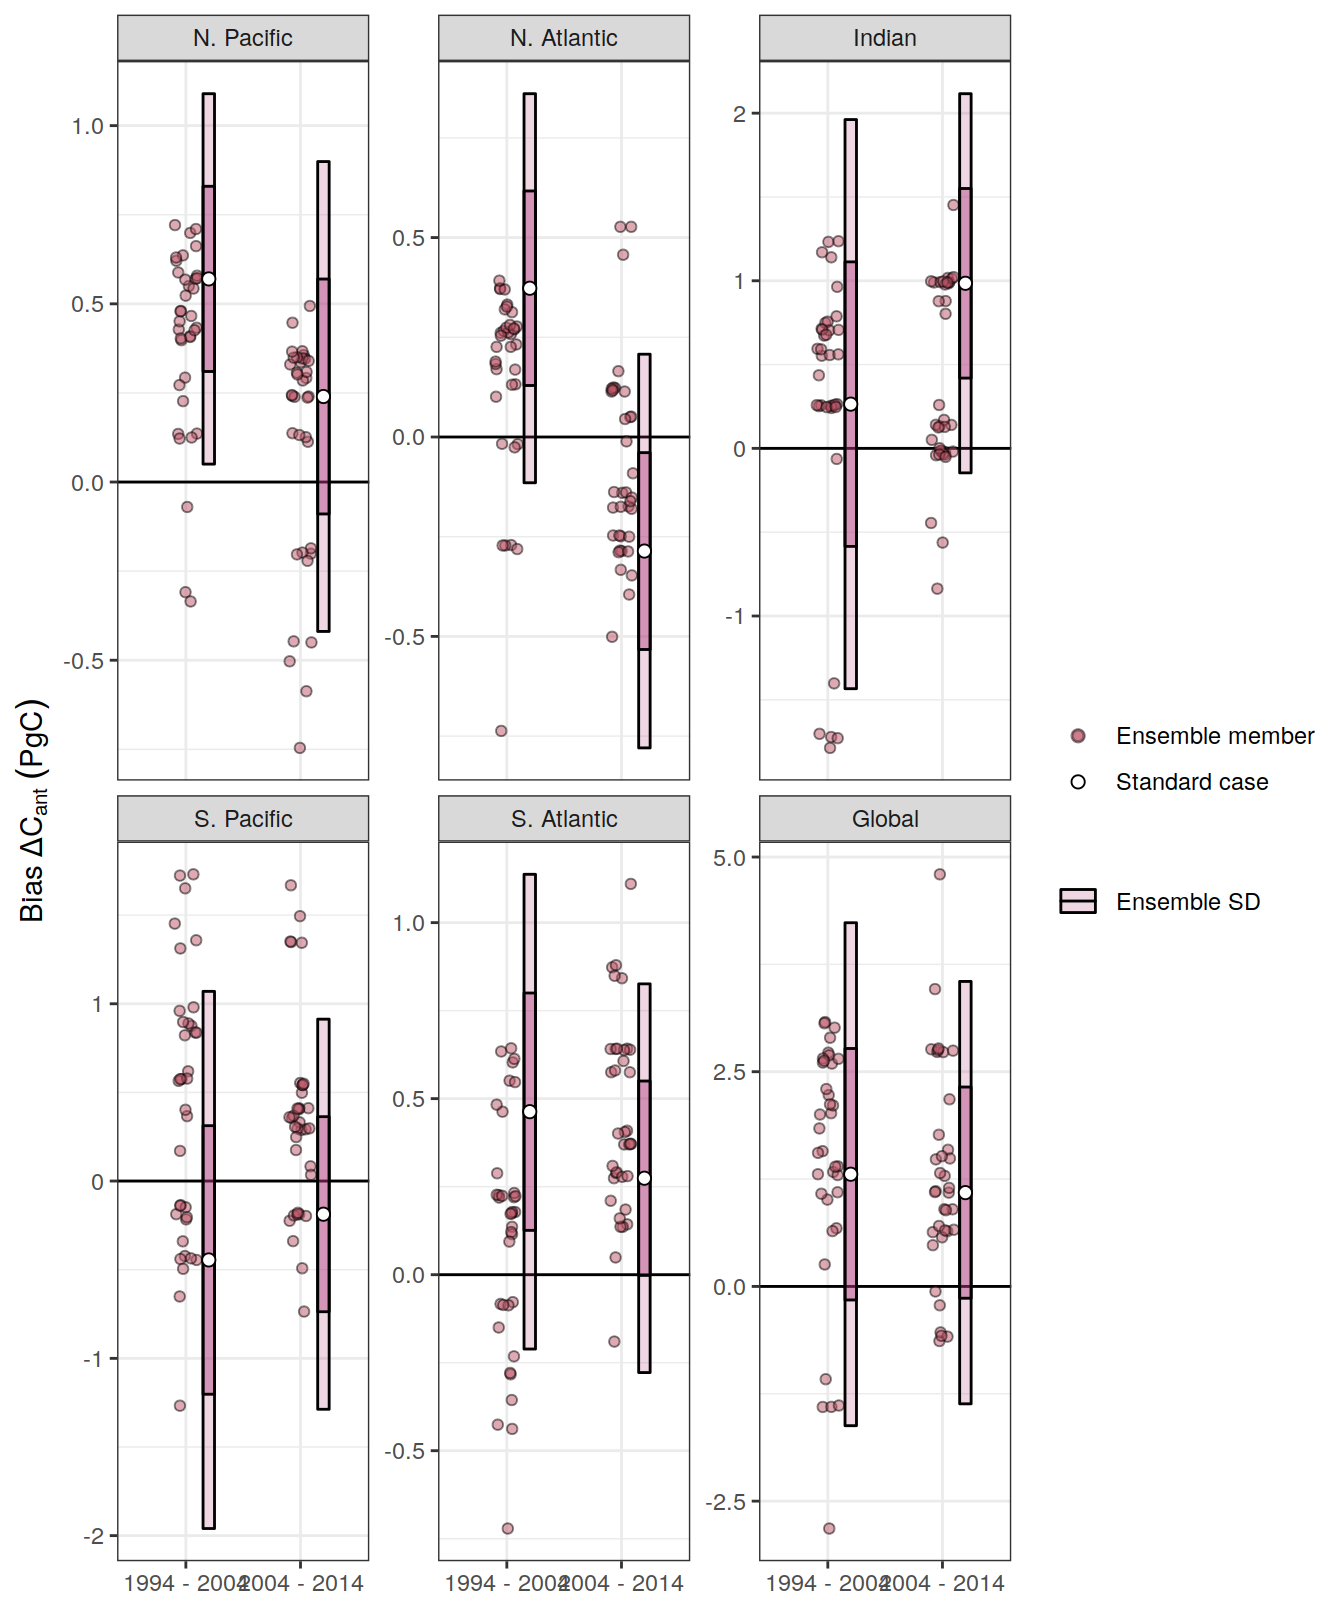 N. Pacific
N. Atlantic
Indian
1.0
0.5
0.0
-0.5
0.5
0.0
-0.5
2
1
0
-1
Bias ΔCant (PgC)
Ensemble member
Standard case
Ensemble SD
S. Pacific
S. Atlantic
Global
1
0
-1
-2
1.0
0.5
0.0
-0.5
5.0
2.5
0.0
-2.5
1994 - 2004
2004 - 2014
1994 - 2004
2004 - 2014
1994 - 2004
2004 - 2014